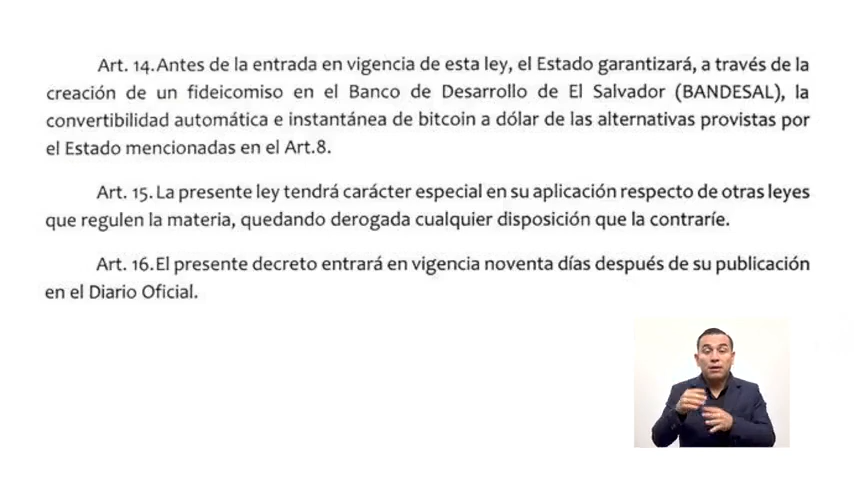 Art. 14.Antes de la entrada en vigencia de esta ley, el Estado garantizará, a través de la
creación de un fideicomiso en el Banco de Desarrollo de El Salvador (BANDESAL), la
convertibilidad automática e instantánea de bitcoin a dólar de las alternativas provistas por
el Estado mencionadas en el Art.8.
Art. 15. La presente ley tendrá carácter especial en su aplicación respecto de otras leyes
que regulen la materia, quedando derogada cualquier disposición que la contraríe.
Art. 16.El presente decreto entrará en vigencia noventa días después de su publicación
en el Diario Oficial.